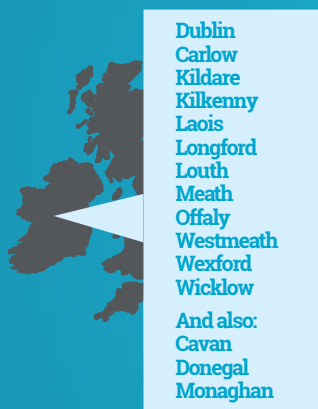 Dublin
Carlow
Kildare
Kilkenny
Laois
Longford
Louth
Meath
Offaly
Westmeath
Wexford
Wicklow
And also:
Cavan
Donegal
Monaghan